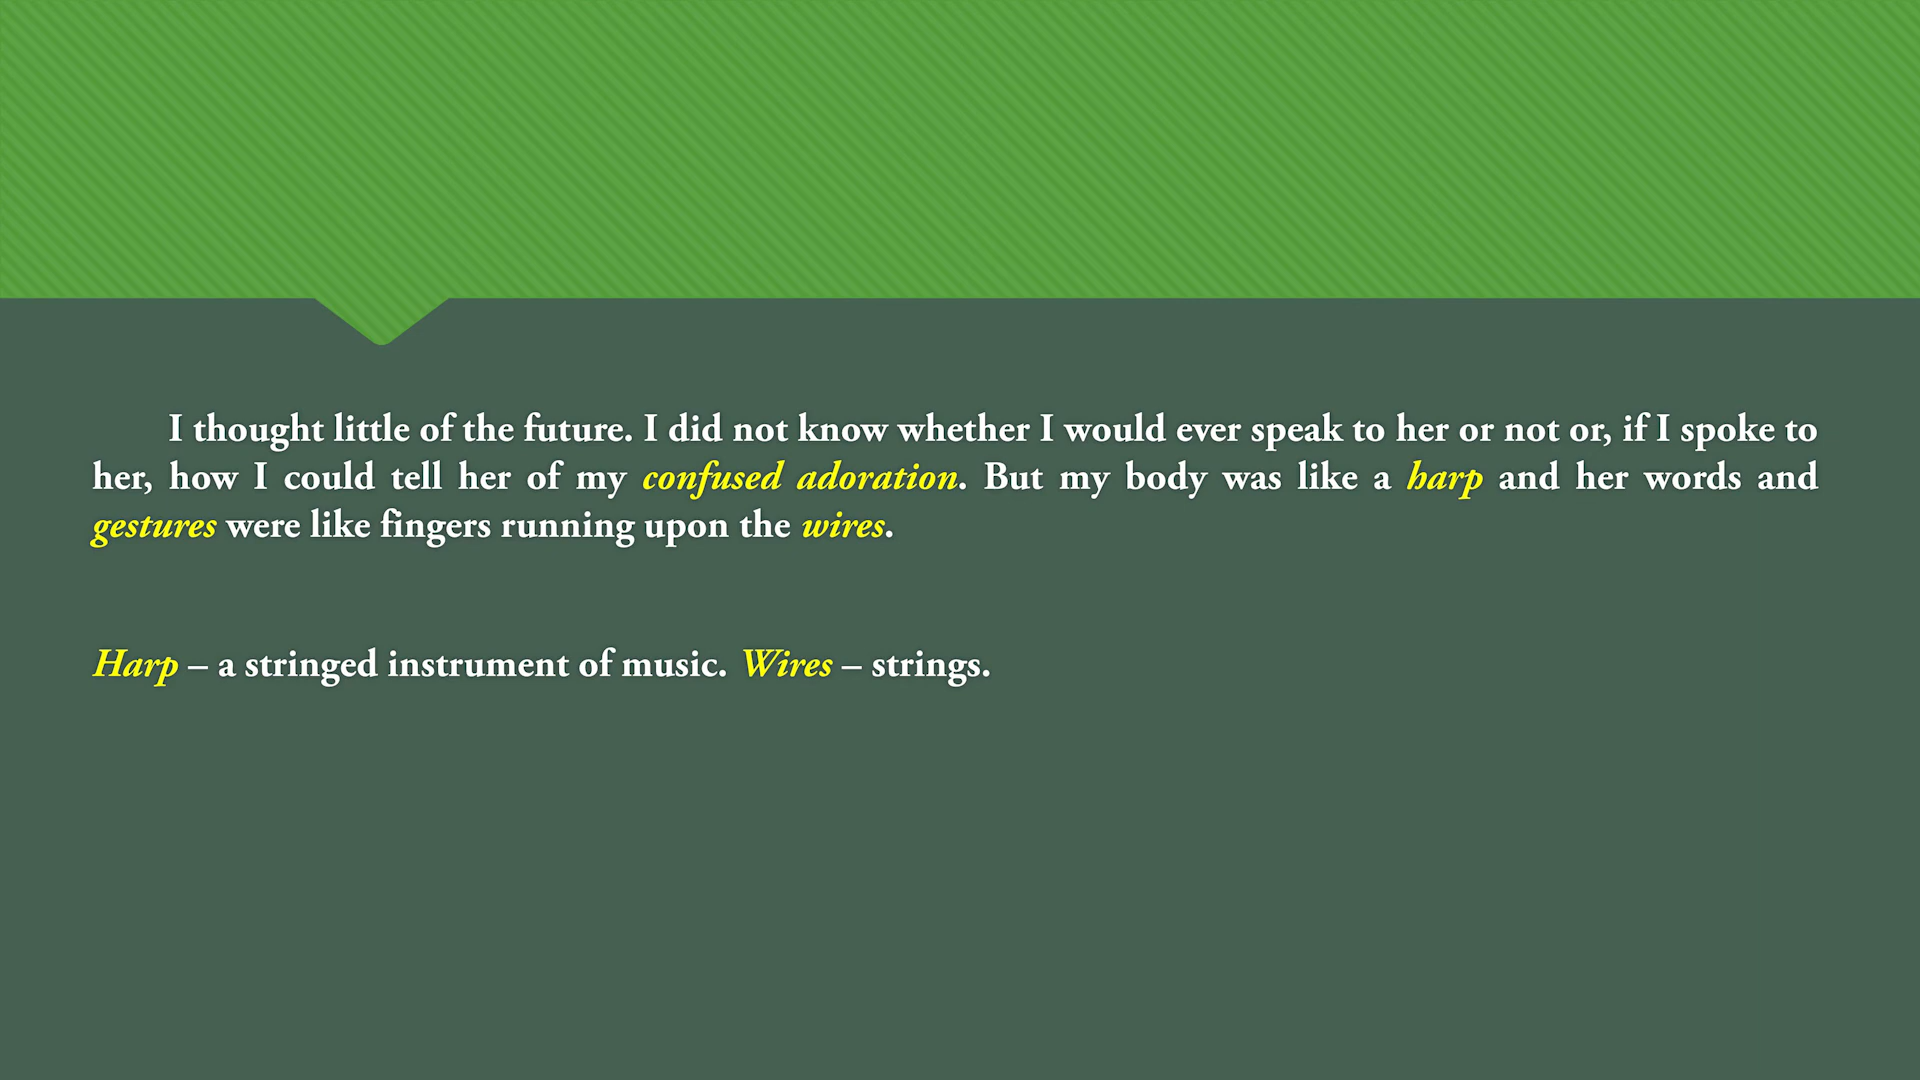 I thought little of the future. I did not know whether I would ever speak to her or not or, if I spoke to
her, how I could tell her of my confused adoration. But my body was like a harp and her words and
gestures were like fingers running upon the wires.
Harp – a stringed instrument of music. Wires – strings.